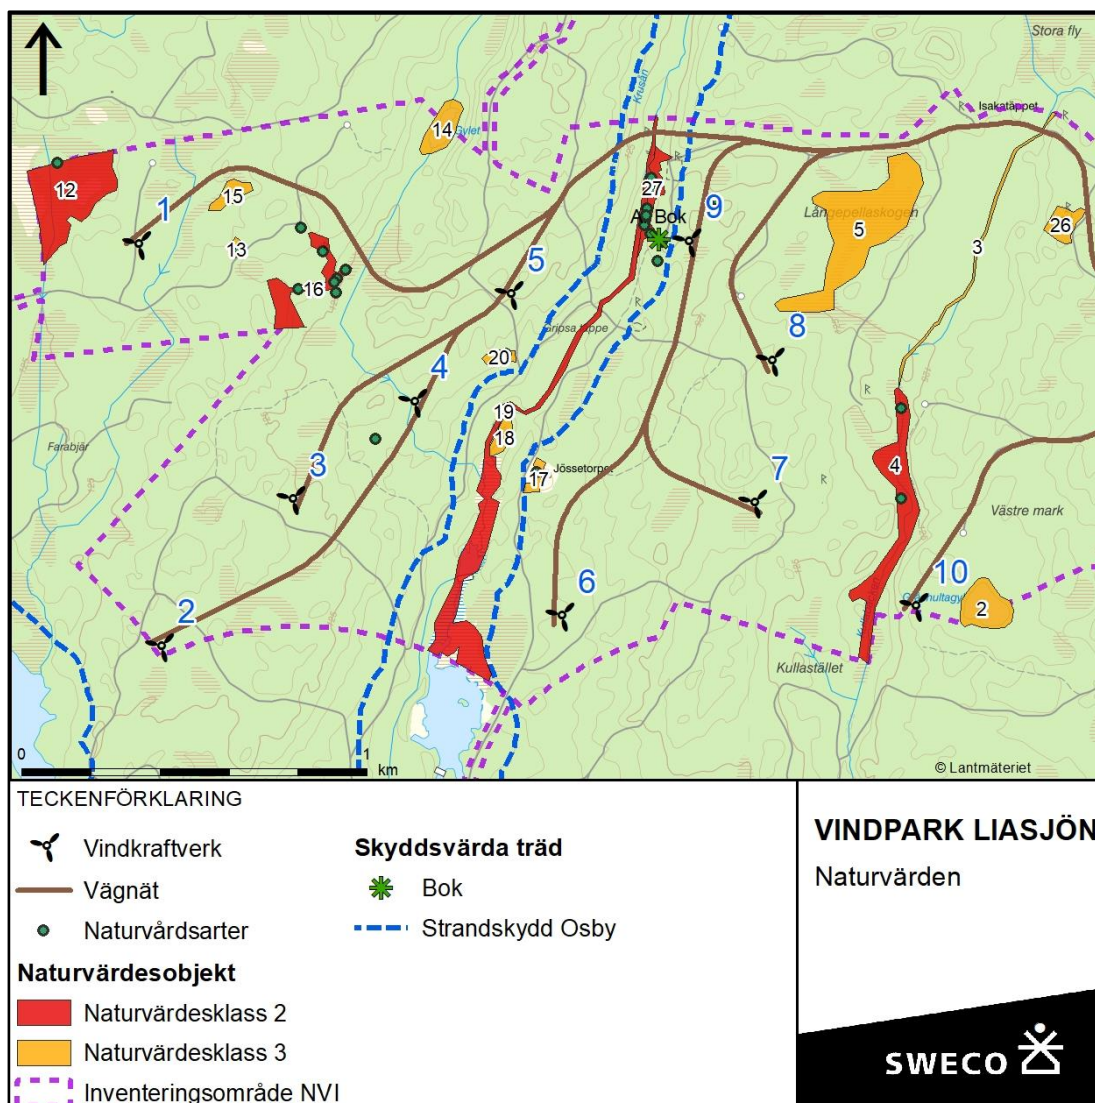 Stora fly
Krusån
Isakatäppet
14
12
15
1
27
9
A Bok
Långepellaskogen
5
26
13
3
16
5
8
20
4
19
18
Farabjär
3
17
Jössetorpet
4
7
Västre mark
6
10
2
2
Kullastället
0
1
km
© Lantmäteriet
TECKENFÖRKLARING
Vindkraftverk
Vägnät
Naturvårdsarter
Naturvärdesobjekt
Naturvärdesklass 2
Naturvärdesklass 3
Inventeringsområde NVI
Skyddsvärda träd
Bok
Strandskydd Osby
VINDPARK LIASJÖN
Naturvärden
SWECO